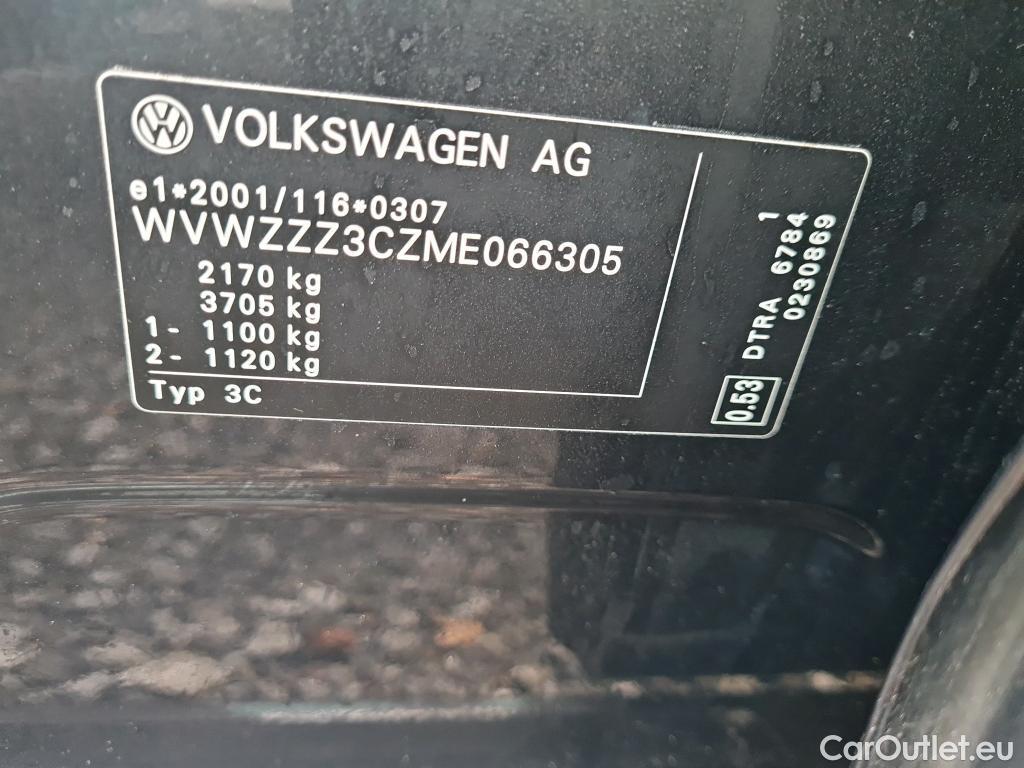 VOLKSWAGEN AG
e1*2001/116*0307
WVWZZZ3CZME066305
2170 kg
3705 kg
1- 1100 kg
2- 1120 kg
Typ 3C
1
DTRA 6784
0230869
0.53
CarOutlet.eu